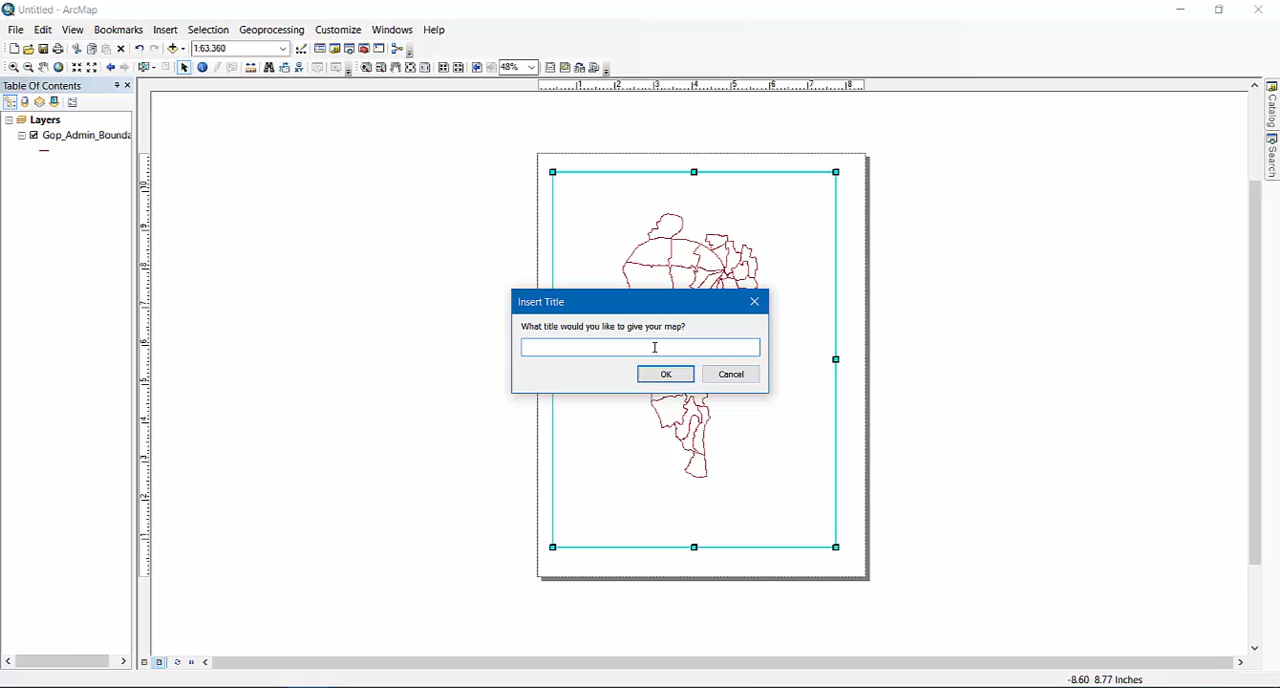 Untitled - ArcMap
File Edit View Bookmarks Insert Selection Geoprocessing Customize Windows Help
1:63.360
48%
Table Of Contents
Layers
Gop_Admin_Bounda
Insert Title
What title would you like to give your map?
OK Cancel
Catalog
Search
-8.60 8.77 Inches